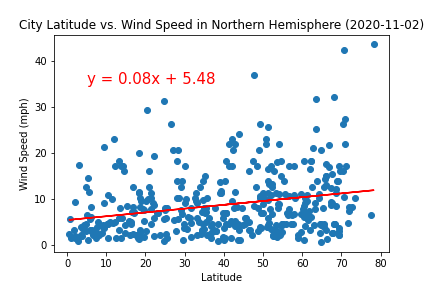 City Latitude vs. Wind Speed in Northern Hemisphere (2020-11-02)
y = 0.08x + 5.48
Wind Speed (mph)
40
30
20
10
0
0 10 20 30 40 50 60 70 80
Latitude